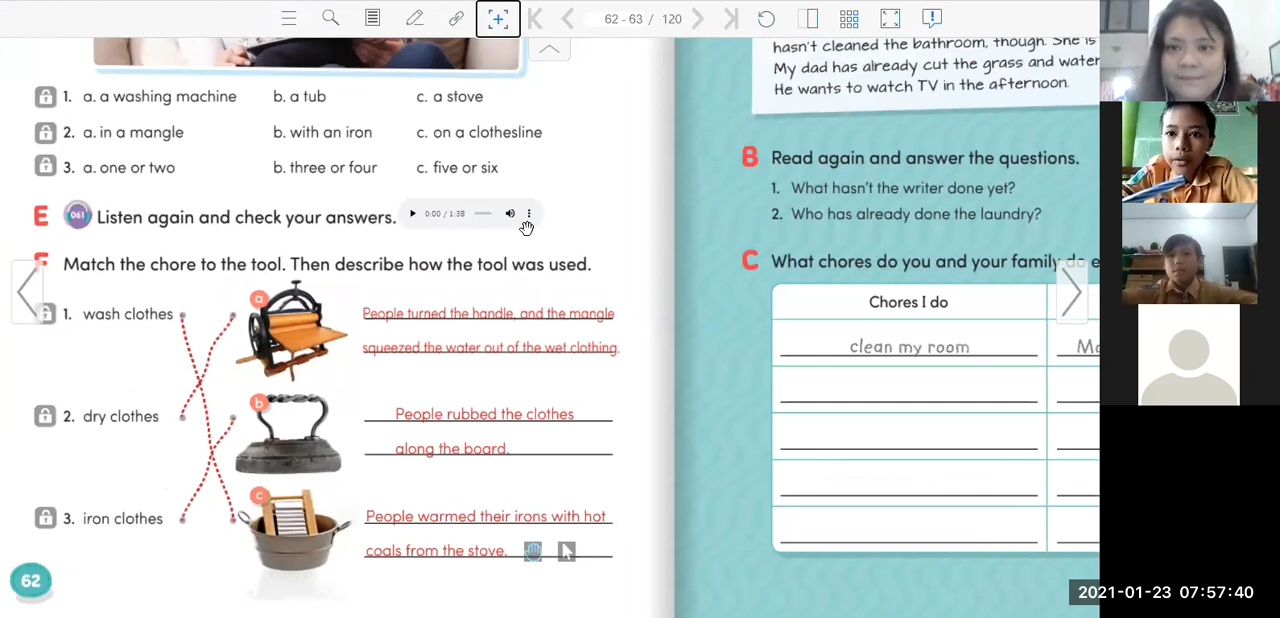 62 - 63 / 120
1. a. a washing machine b. a tub c. a stove
2. a. in a mangle b. with an iron c. on a clothesline
3. a. one or two b. three or four c. five or six
E 061 Listen again and check your answers. 0:00 / 1:38
F Match the chore to the tool. Then describe how the tool was used.
1. wash clothes
a
People turned the handle, and the mangle
squeezed the water out of the wet clothing.
2. dry clothes
b
People rubbed the clothes
along the board.
3. iron clothes
c
People warmed their irons with hot
coals from the stove.
62
hasn't cleaned the bathroom, though. She is
My dad has already cut the grass and water
He wants to watch TV in the afternoon.
B Read again and answer the questions.
1. What hasn't the writer done yet?
2. Who has already done the laundry?
C What chores do you and your family do e
Chores I do
clean my room
2021-01-23 07:57:40